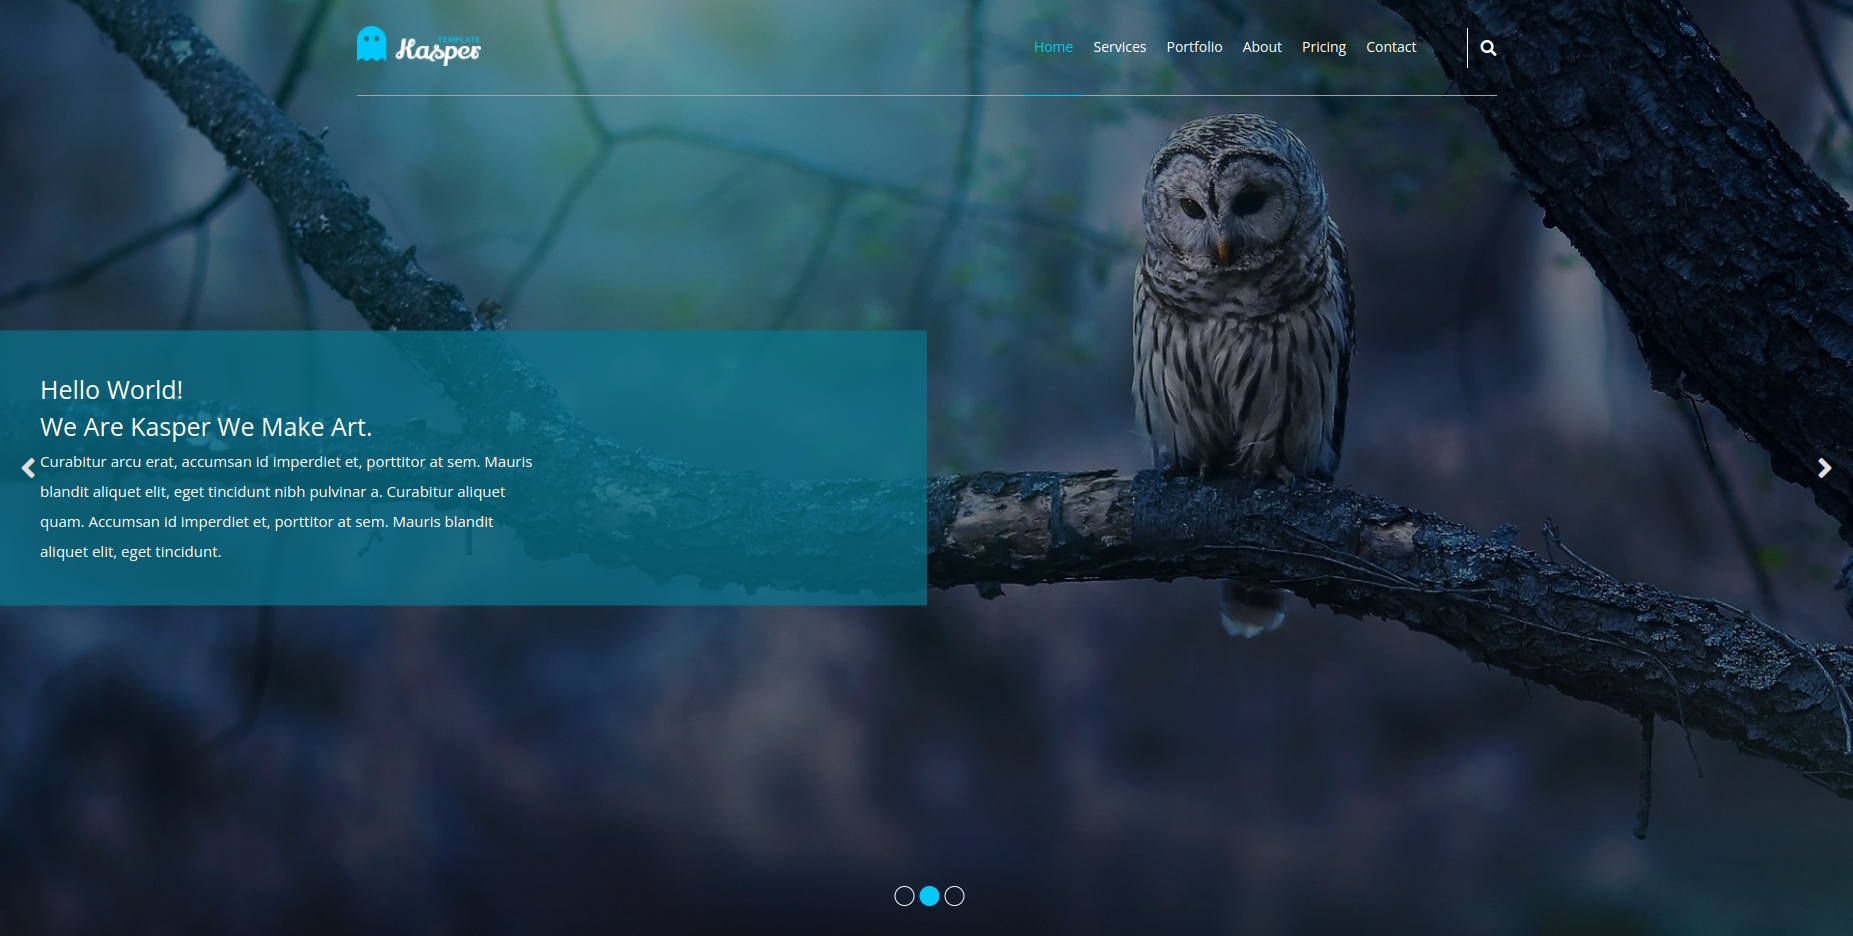 TEMPLATE
Kasper
Home Services Portfolio About Pricing Contact
Hello World!
We Are Kasper We Make Art.
Curabitur arcu erat, accumsan id imperdiet et, porttitor at sem. Mauris
blandit aliquet elit, eget tincidunt nibh pulvinar a. Curabitur aliquet
quam. Accumsan id imperdiet et, porttitor at sem. Mauris blandit
aliquet elit, eget tincidunt.